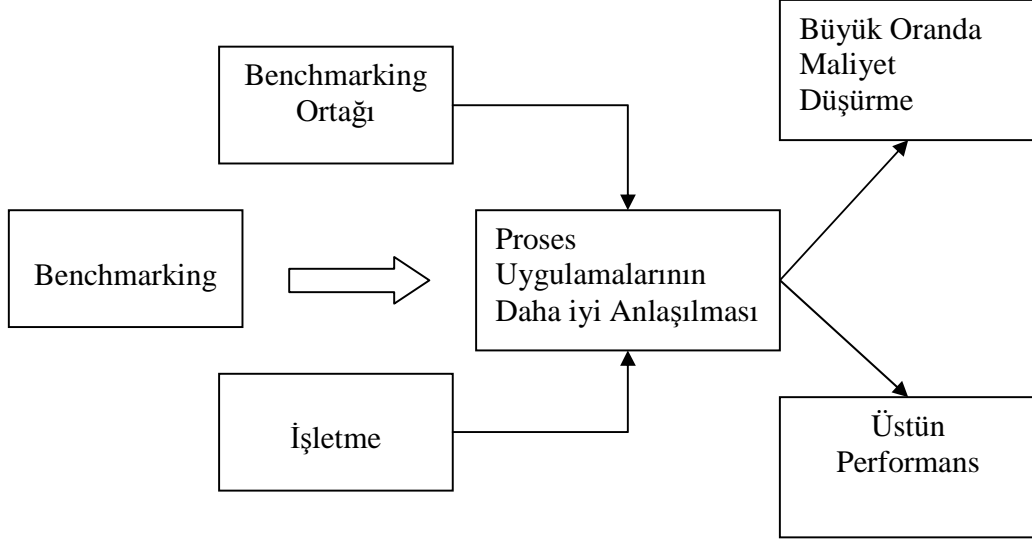 Büyük Oranda
Maliyet
Düşürme
Benchmarking
Ortağı
Benchmarking
Proses
Uygulamalarının
Daha iyi Anlaşılması
İşletme
Üstün
Performans